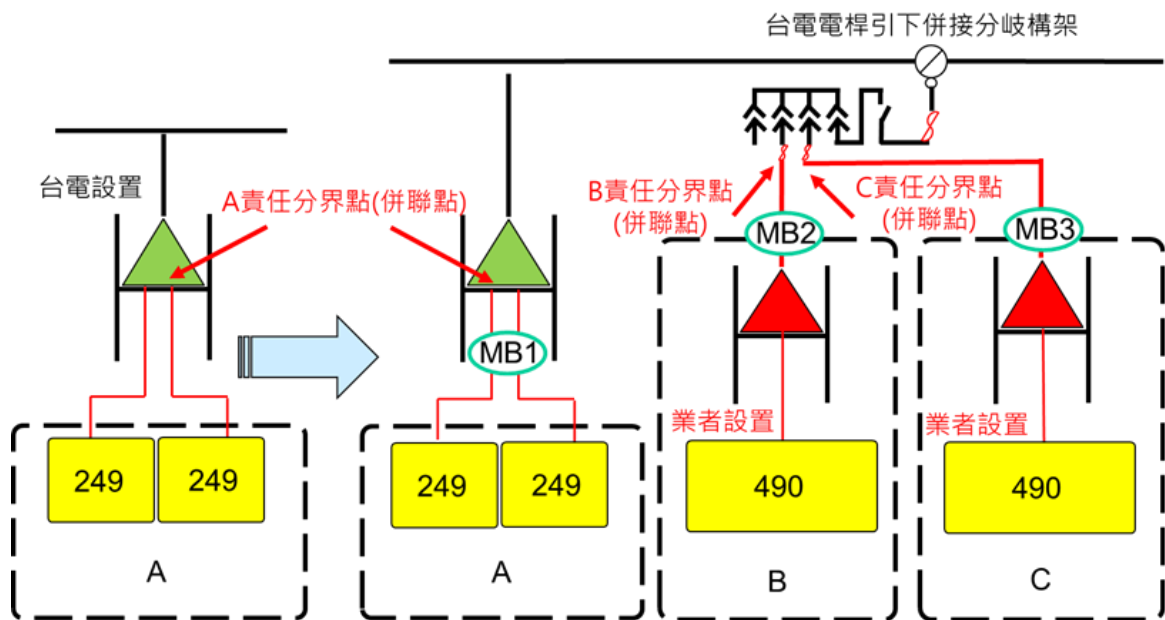 台電電桿引下併接分岐構架
台電設置
A責任分界點(併聯點)
B責任分界點
(併聯點)
C責任分界點
(併聯點)
MB2
MB3
MB1
業者設置
業者設置
249
249
249
249
490
490
A
A
B
C